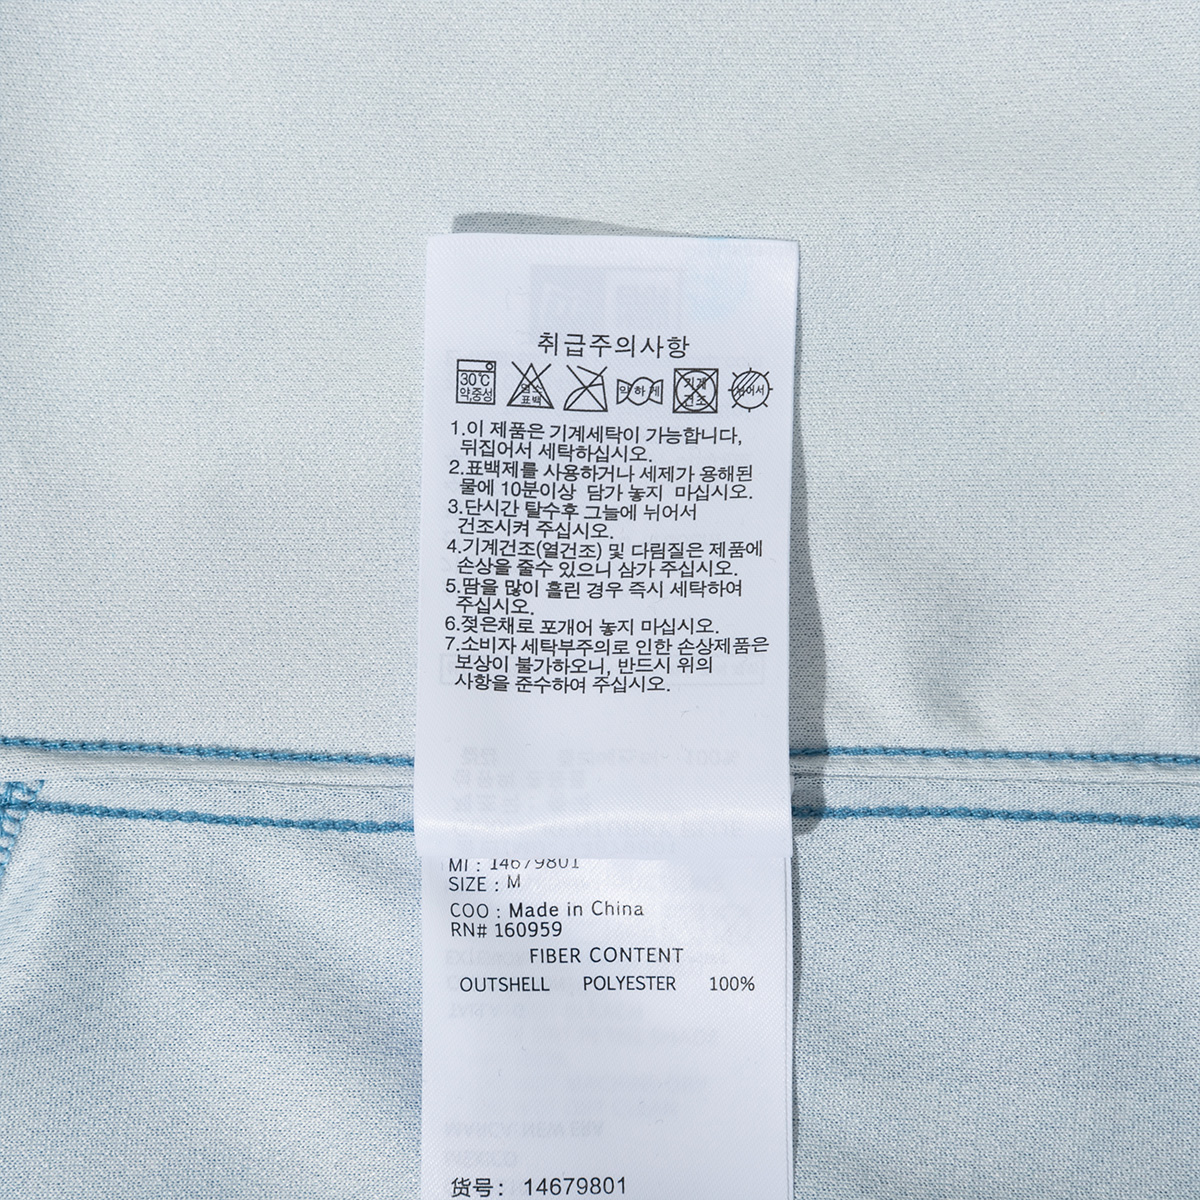 취급주의사항
30℃ 약,중성
염소 표백
약하게
기계 건조
뉘어서
1.이 제품은 기계세탁이 가능합니다,
뒤집어서 세탁하십시오.
2.표백제를 사용하거나 세제가 용해된
물에 10분이상 담가 놓지 마십시오.
3.단시간 탈수후 그늘에 뉘어서
건조시켜 주십시오.
4.기계건조(열건조) 및 다림질은 제품에
손상을 줄수 있으니 삼가 주십시오.
5.땀을 많이 흘린 경우 즉시 세탁하여
주십시오.
6.젖은채로 포개어 놓지 마십시오.
7.소비자 세탁부주의로 인한 손상제품은
보상이 불가하오니, 반드시 위의
사항을 준수하여 주십시오.
MI : 14679801
SIZE : M
COO : Made in China
RN# 160959
FIBER CONTENT
OUTSHELL POLYESTER 100%
货号： 14679801